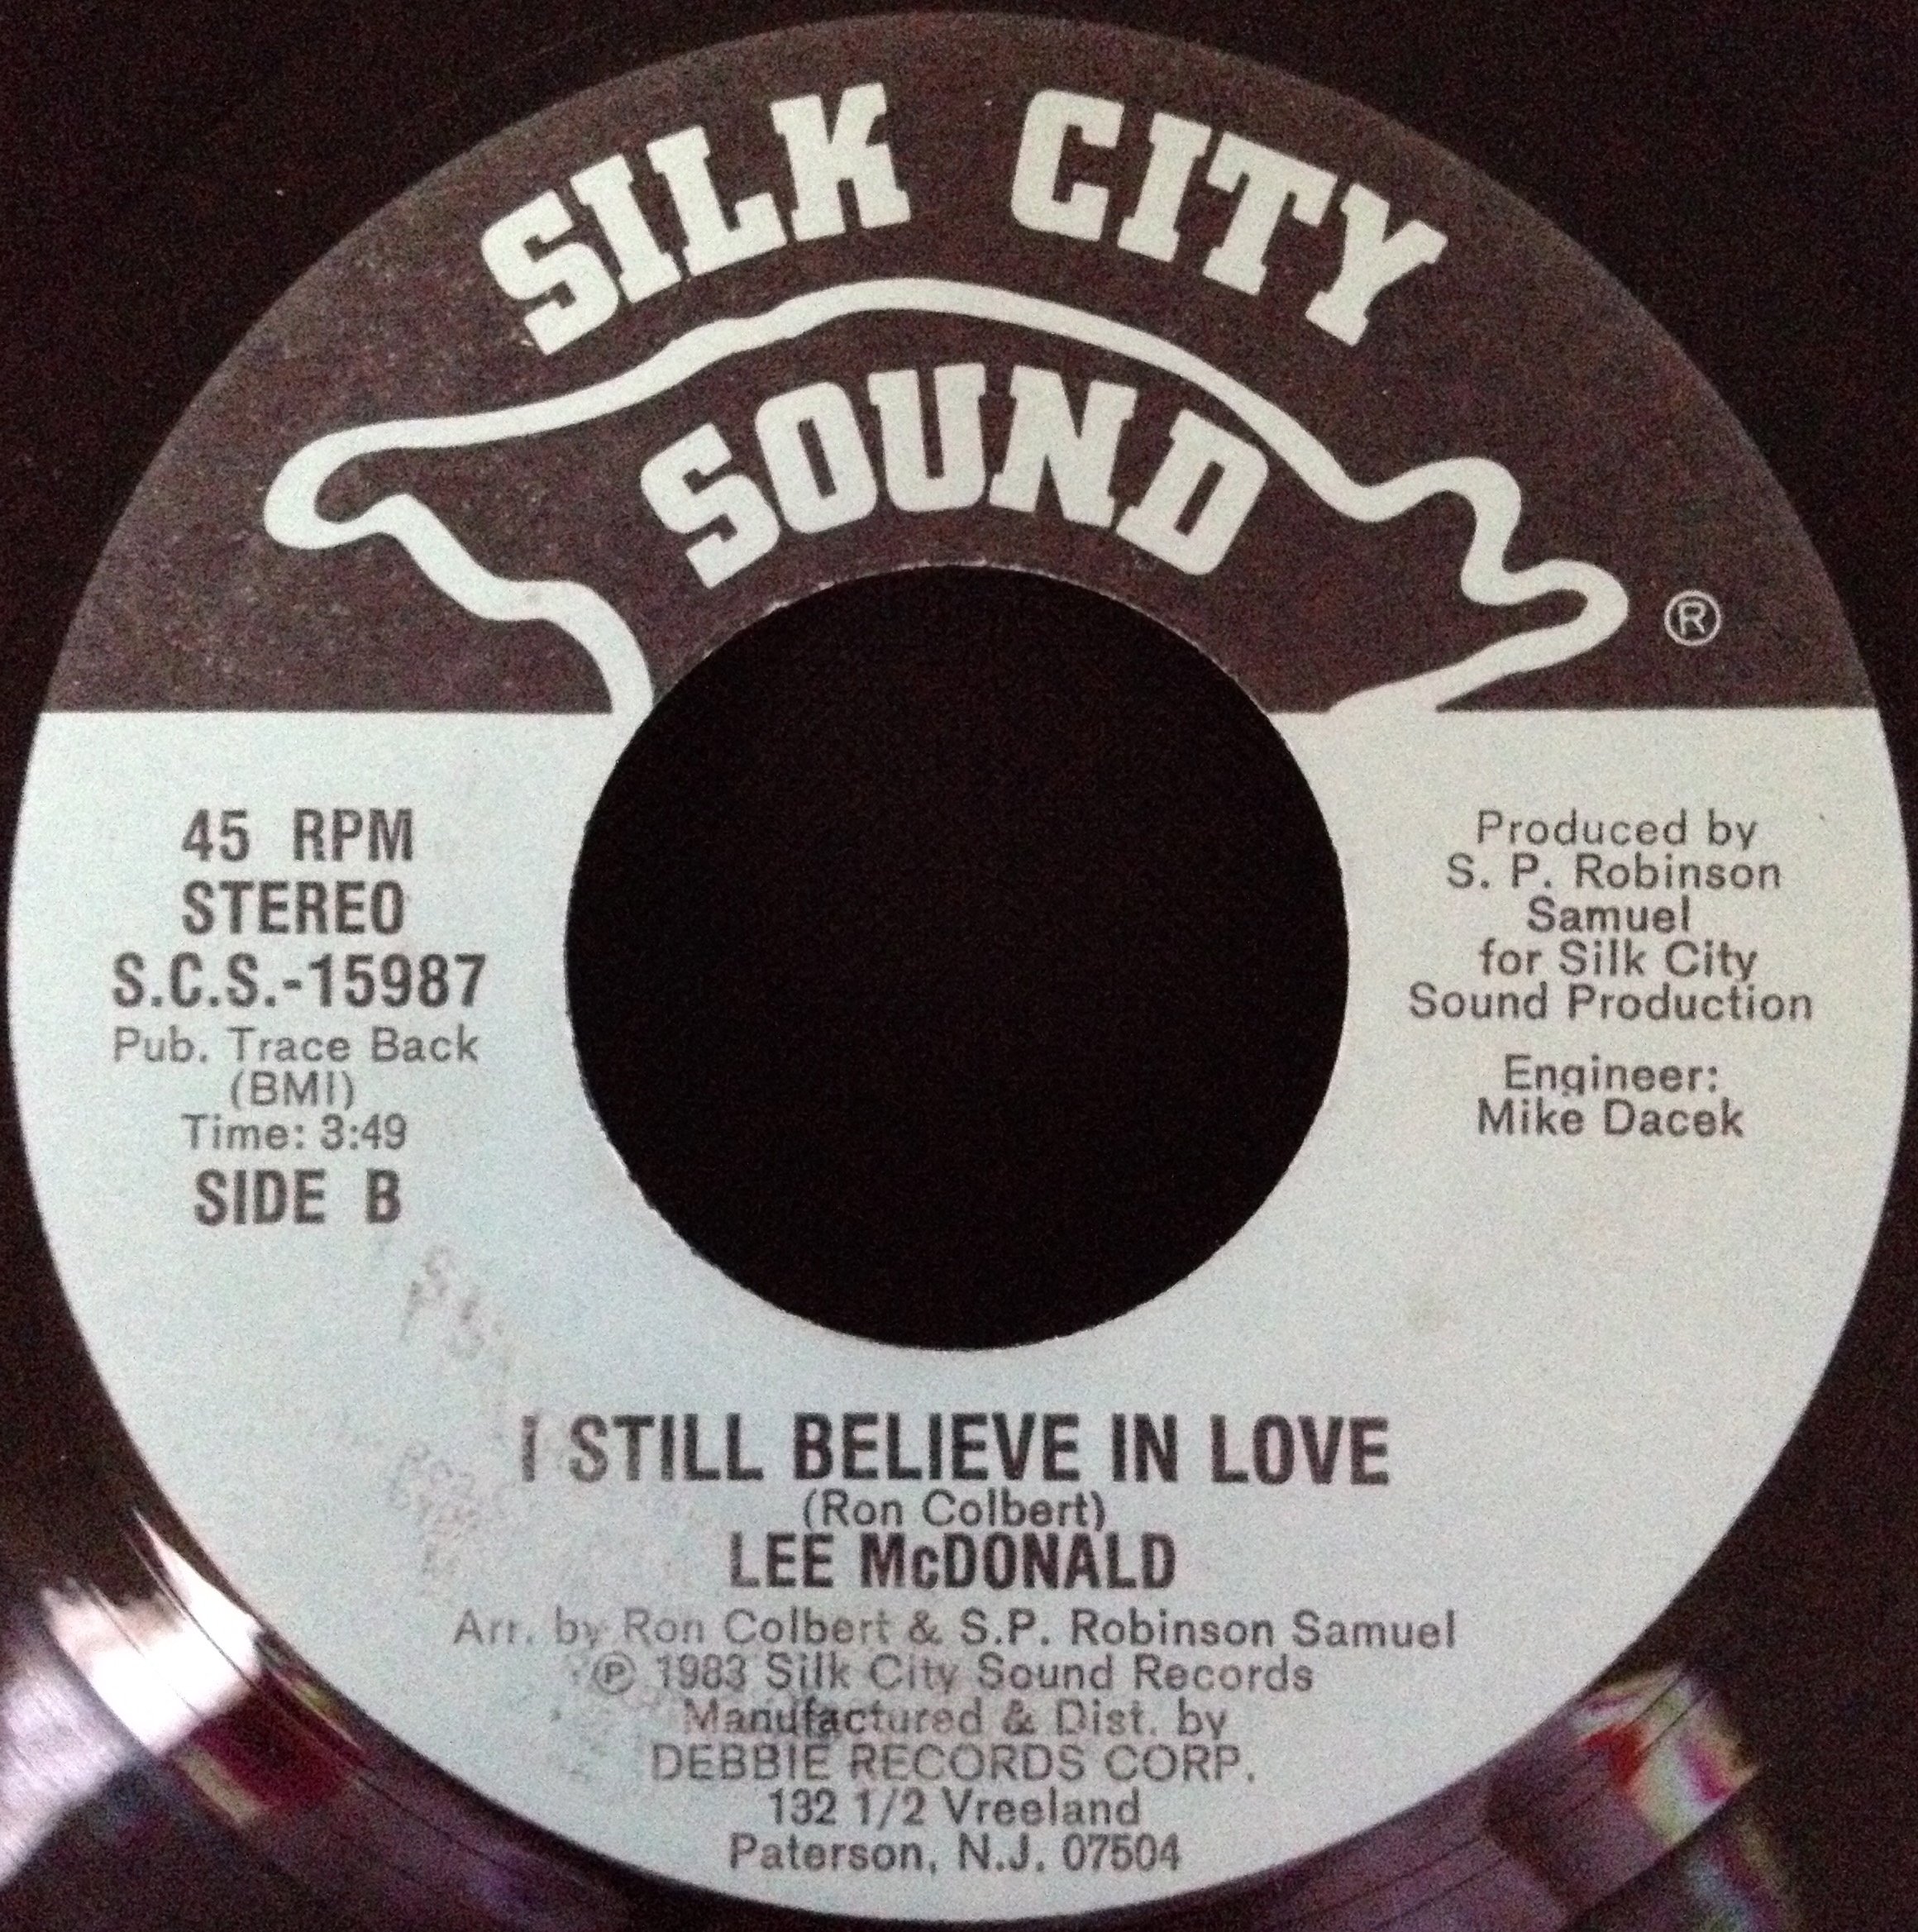 SILK CITY
SOUND
®
45 RPM
STEREO
S.C.S.-15987
Pub. Trace Back
(BMI)
Time: 3:49
SIDE B
Produced by
S. P. Robinson
Samuel
for Silk City
Sound Production
Engineer:
Mike Dacek
I STILL BELIEVE IN LOVE
(Ron Colbert)
LEE McDONALD
Arr. by Ron Colbert & S.P. Robinson Samuel
℗ 1983 Silk City Sound Records
Manufactured & Dist. by
DEBBIE RECORDS CORP.
132 1/2 Vreeland
Paterson, N.J. 07504